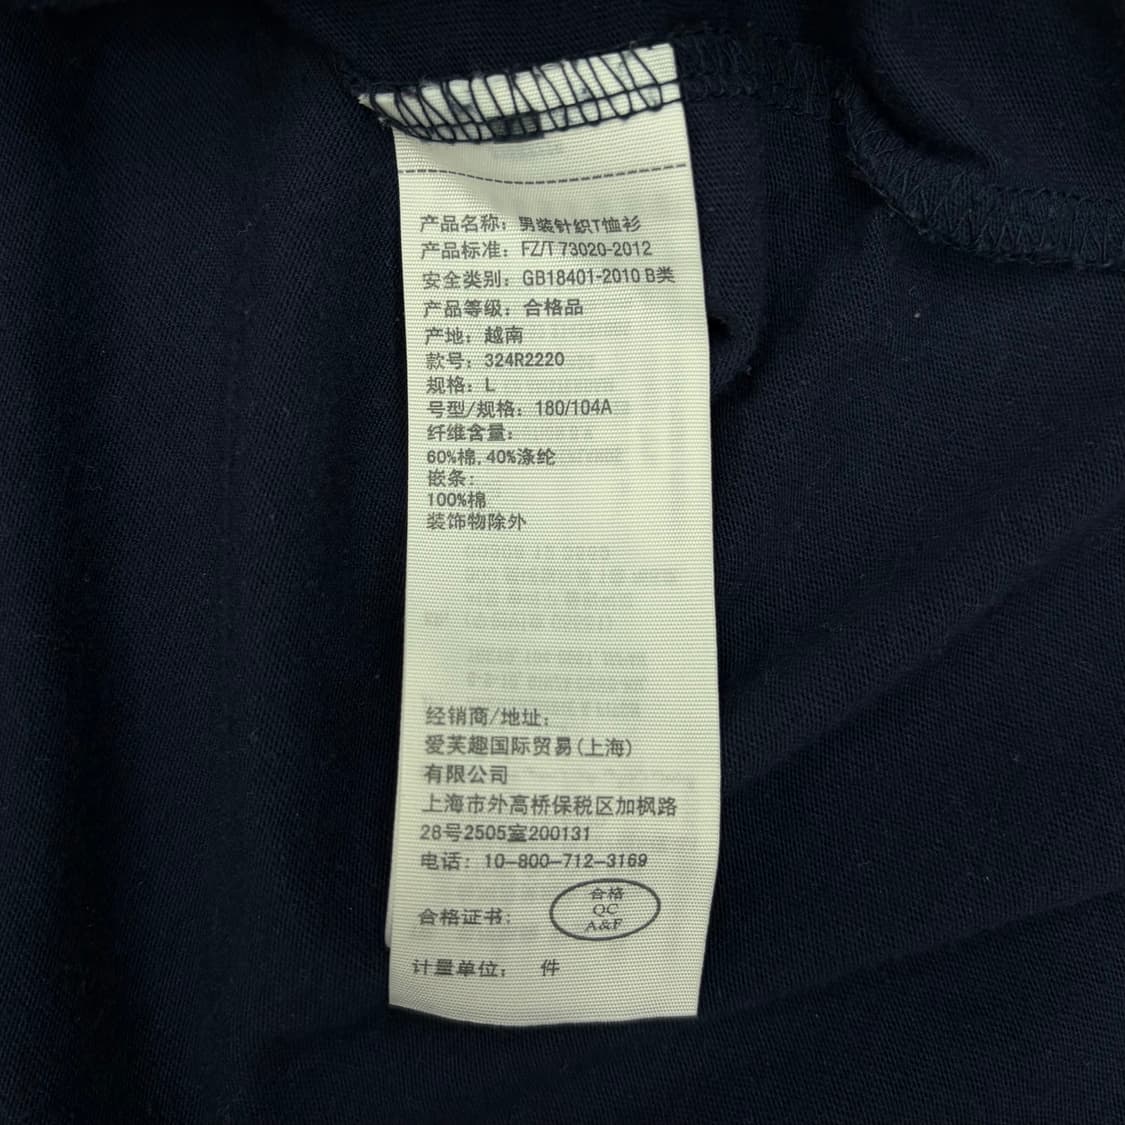 产品名称：男装针织T恤衫
产品标准：FZ/T 73020-2012
安全类别：GB18401-2010 B类
产品等级：合格品
产地：越南
款号：324R2220
规格：L
号型/规格：180/104A
纤维含量：
60%棉,40%涤纶
嵌条：
100%棉
装饰物除外
经销商/地址：
爱芙趣国际贸易(上海)
有限公司
上海市外高桥保税区加枫路
28号2505室200131
电话：10-800-712-3169
合格
QC
A&F
合格证书：
计量单位： 件